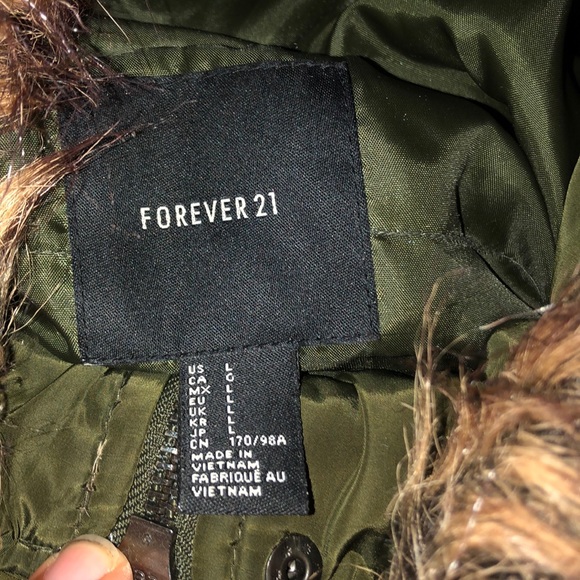 FOREVER 21
US L
CA G
MX L
EU L
UK L
KR L
JP L
CN 170/98A
MADE IN
VIETNAM
FABRIQUÉ AU
VIETNAM